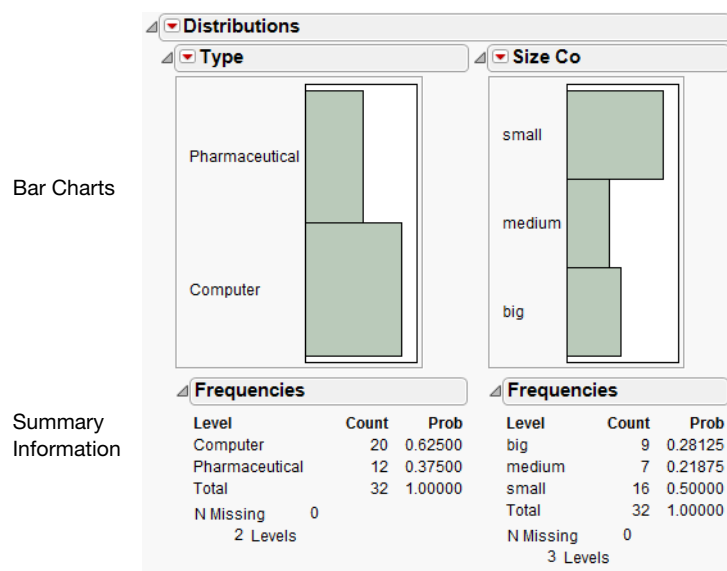 Distributions
Type
Size Co
Bar Charts
Pharmaceutical
Computer
small
medium
big
Summary
Information
Frequencies
Level Count Prob
Computer 20 0.62500
Pharmaceutical 12 0.37500
Total 32 1.00000
N Missing 0
2 Levels
Frequencies
Level Count Prob
big 9 0.28125
medium 7 0.21875
small 16 0.50000
Total 32 1.00000
N Missing 0
3 Levels